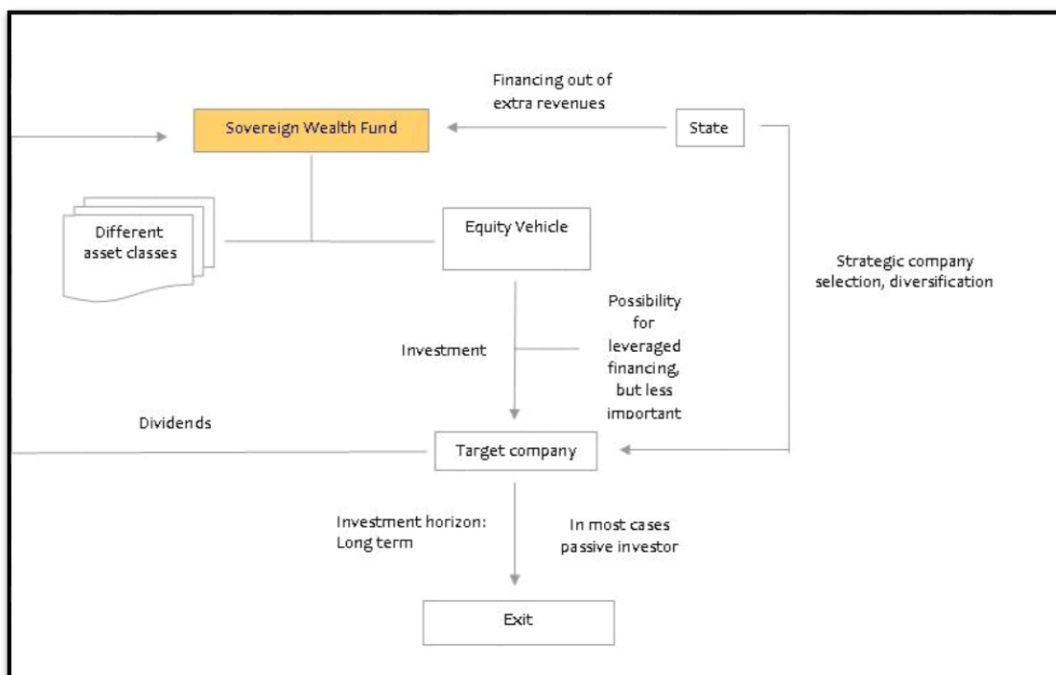 Financing out of
extra revenues
Sovereign Wealth Fund
State
Different
asset classes
Equity Vehicle
Strategic company
selection, diversification
Possibility
for
leveraged
financing,
but less
important
Investment
Dividends
Target company
Investment horizon:
Long term
In most cases
passive investor
Exit